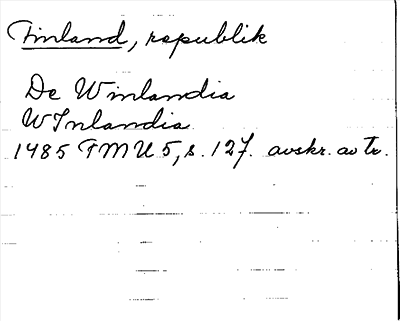 Finland, republik
De Winlandia
WInlandia
1485 FMU 5, s. 127. avskr. av tr.